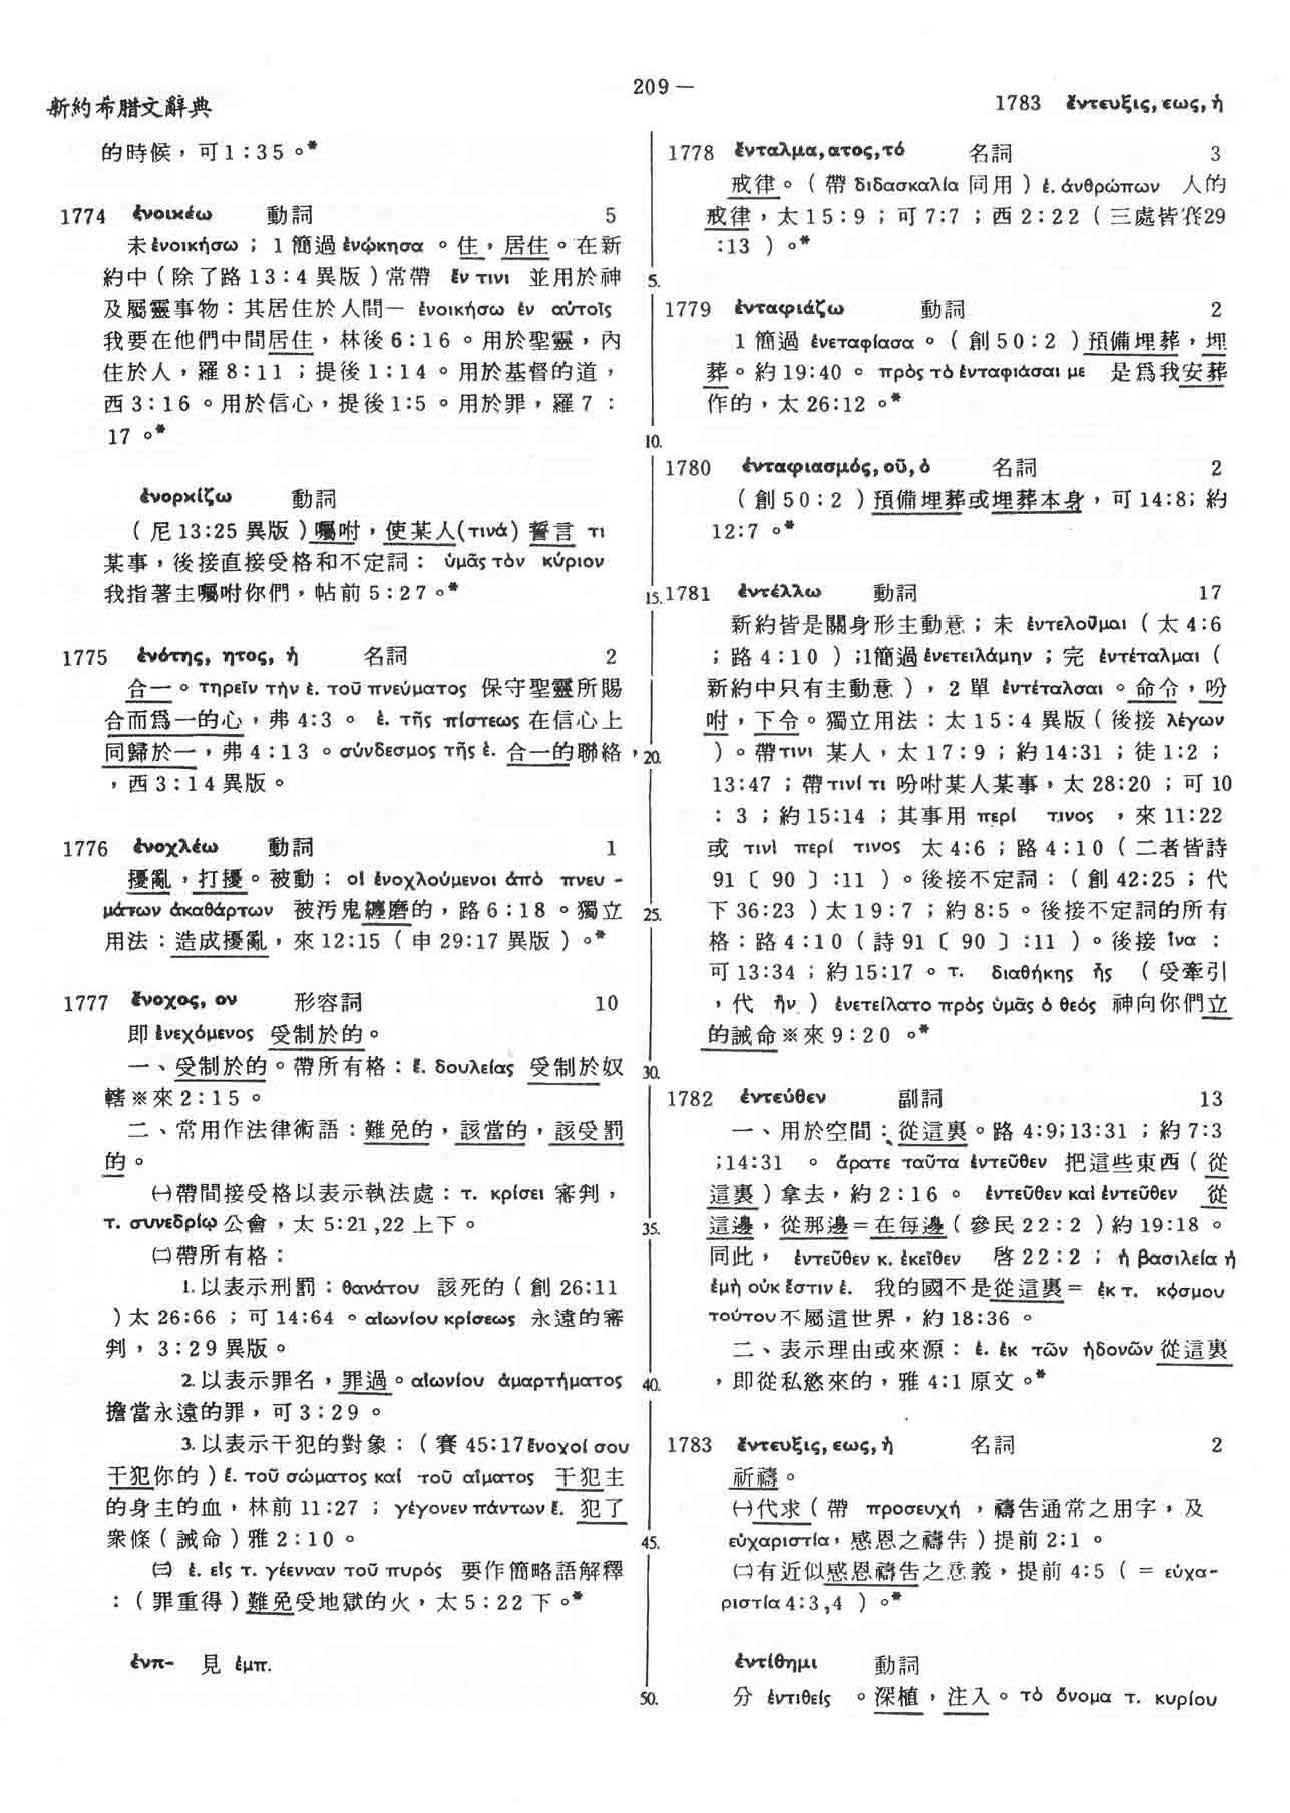 209 —
新約希腊文辭典
1783 ἔντευξις, εως, ἡ
的時候，可1：35。*
1774 ἐνοικέω 動詞 5
未ἐνοικήσω；1簡過ἐνῴκησα。住，居住。在新
約中（除了路13：4異版）常帶 ἔν τινι 並用於神
及屬靈事物：其居住於人間— ἐνοικήσω ἐν αὐτοῖς
我要在他們中間居住，林後6：16。用於聖靈，內
住於人，羅8：11；提後1：14。用於基督的道，
西3：16。用於信心，提後1:5。用於罪，羅7：
17。*
ἐνορκίζω 動詞
（尼13:25異版）囑咐，使某人(τινά)誓言 τι
某事，後接直接受格和不定詞： ὑμᾶς τὸν κύριον
我指著主囑咐你們，帖前5：27。*
1775 ἑνότης, ητος, ἡ 名詞 2
合一。τηρεῖν τὴν ἑ. τοῦ πνεύματος 保守聖靈所賜
合而爲一的心，弗4:3。 ἑ. τῆς πίστεως 在信心上
同歸於一，弗4：13。σύνδεσμος τῆς ἑ. 合一的聯絡，
，西3：14異版。
1776 ἐνοχλέω 動詞 1
擾亂，打擾。被動： οἱ ἐνοχλούμενοι ἀπὸ πνευ -
μάτων ἀκαθάρτων 被汚鬼纏磨的，路6：18。獨立
用法：造成擾亂，來12:15（申29:17異版）。*
1777 ἔνοχος, ον 形容詞 10
即 ἐνεχόμενος 受制於的。
一、受制於的。帶所有格：ἔ. δουλείας 受制於奴
轄※來2：15。
二、常用作法律術語：難免的，該當的，該受罰
的。
㈠帶間接受格以表示執法處：τ. κρίσει 審判，
τ. συνεδρίῳ 公會，太5:21,22上下。
㈡帶所有格：
1.以表示刑罰：θανάτου 該死的（創26:11
）太26:66；可14:64。αἰωνίου κρίσεως 永遠的審
判，3：29異版。
2.以表示罪名，罪過。αἰωνίου ἁμαρτήματος
擔當永遠的罪，可3：29。
3.以表示干犯的對象：（賽45:17ἔνοχοί σου
干犯你的）ἔ. τοῦ σώματος καί τοῦ αἵματος 干犯主
的身主的血，林前11:27；γέγονεν πάντων ἔ. 犯了
衆條（誡命）雅2：10。
㈢ ἐ. εἰς τ. γέενναν τοῦ πυρός 要作簡略語解釋
：（罪重得）難免受地獄的火，太5：22下。*
ἐνπ- 見 ἐμπ.
5.
10.
15.
20.
25.
30.
35.
40.
45.
50.
1778 ἔνταλμα, ατος, τό 名詞 3
戒律。（帶 διδασκαλία 同用）ἐ. ἀνθρώπων 人的
戒律，太15：9；可7:7；西2：22（三處皆賽29
:13）。*
1779 ἐνταφιάζω 動詞 2
1簡過 ἐνεταφίασα。（創50：2）預備埋葬，埋
葬。約19:40。 πρὸς τὸ ἐνταφιάσαι με 是爲我安葬
作的，太26:12。*
1780 ἐνταφιασμός, οῦ, ὁ 名詞 2
（創50：2）預備埋葬或埋葬本身，可14:8；約
12:7。*
1781 ἐντέλλω 動詞 17
新約皆是關身形主動意；未 ἐντελοῦμαι（太4:6
；路4：10）;1簡過ἐνετειλάμην；完 ἐντέταλμαι（
新約中只有主動意），2單 ἐντέταλσαι。命令，吩
咐，下令。獨立用法：太15：4異版（後接 λέγων
）。帶τινι 某人，太17：9；約14:31；徒1:2；
13:47；帶τινί τι 吩咐某人某事，太28:20；可10
：3；約15:14；其事用 περί τινος ，來11:22
或 τινὶ περί τινος 太4:6；路4：10（二者皆詩
91〔90〕:11）。後接不定詞：（創42:25；代
下36:23）太19：7；約8:5。後接不定詞的所有
格：路4：10（詩91〔90〕:11）。後接 ἵνα：
可13:34；約15:17。τ. διαθήκης ἧς （受牽引
，代 ἥν）ἐνετείλατο πρὸς ὑμᾶς ὁ θεός 神向你們立
的誡命※來9：20。*
1782 ἐντεύθεν 副詞 13
一、用於空間：從這裏。路4:9;13:31；約7:3
;14:31。 ἄρατε ταῦτα ἐντεῦθεν 把這些東西（從
這裏）拿去，約2：16。 ἐντεῦθεν καὶ ἐντεῦθεν 從
這邊，從那邊=在每邊（參民22：2）約19:18。
同此， ἐντεῦθεν κ. ἐκεῖθεν 啓22：2；ἡ βασιλεία ἡ
ἐμὴ οὐκ ἔστιν ἐ. 我的國不是從這裏= ἐκ τ. κόσμου
τούτου不屬這世界，約18:36。
二、表示理由或來源：ἐ. ἐκ τῶν ἡδονῶν 從這裏
，即從私慾來的，雅4:1原文。*
1783 ἔντευξις, εως, ἡ 名詞 2
祈禱。
㈠代求（帶 προσευχή ，禱告通常之用字，及
εὐχαριστία，感恩之禱告）提前2:1。
㈡有近似感恩禱告之意義，提前4:5（= εὐχα-
ριστία 4:3,4）。*
ἐντίθημι 動詞
分 ἐντιθείς 。深植，注入。τὸ ὄνομα τ. κυρίου